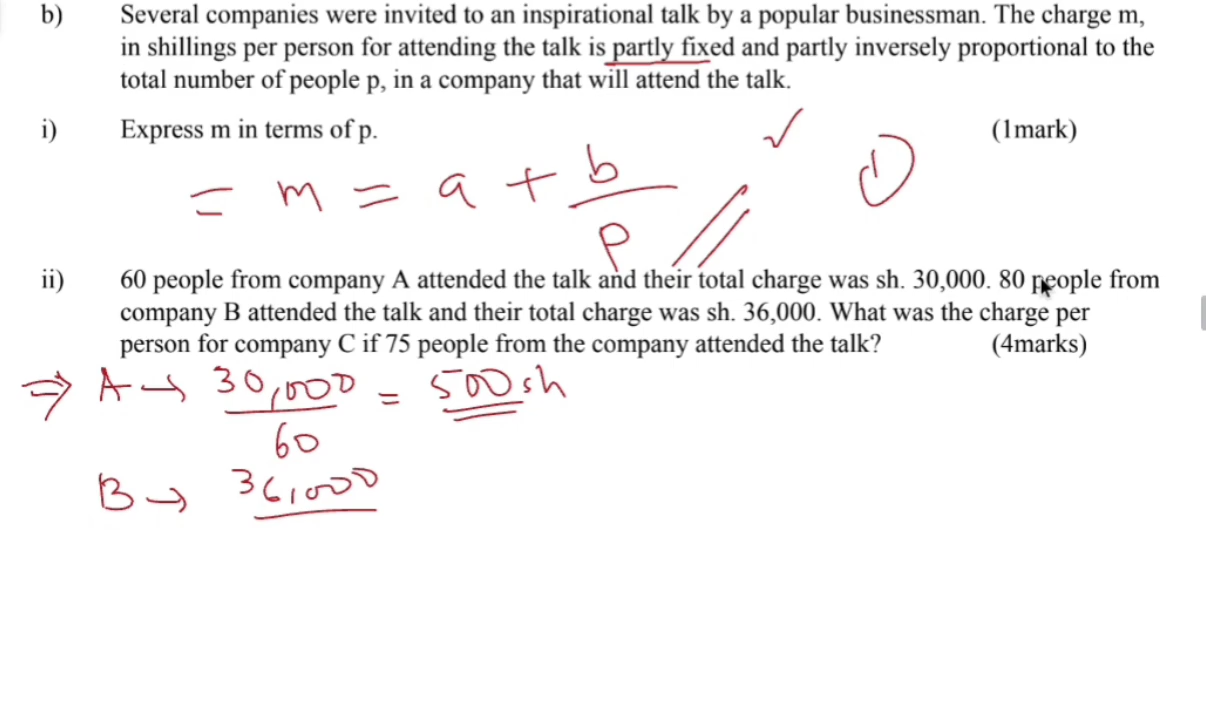 b) Several companies were invited to an inspirational talk by a popular businessman. The charge m,
in shillings per person for attending the talk is partly fixed and partly inversely proportional to the
total number of people p, in a company that will attend the talk.
i) Express m in terms of p. (1mark)
= m = a + b/p ✓ 1
ii) 60 people from company A attended the talk and their total charge was sh. 30,000. 80 people from
company B attended the talk and their total charge was sh. 36,000. What was the charge per
person for company C if 75 people from the company attended the talk? (4marks)
⇒ A → 30,000 = 500 sh
60
B → 36,000